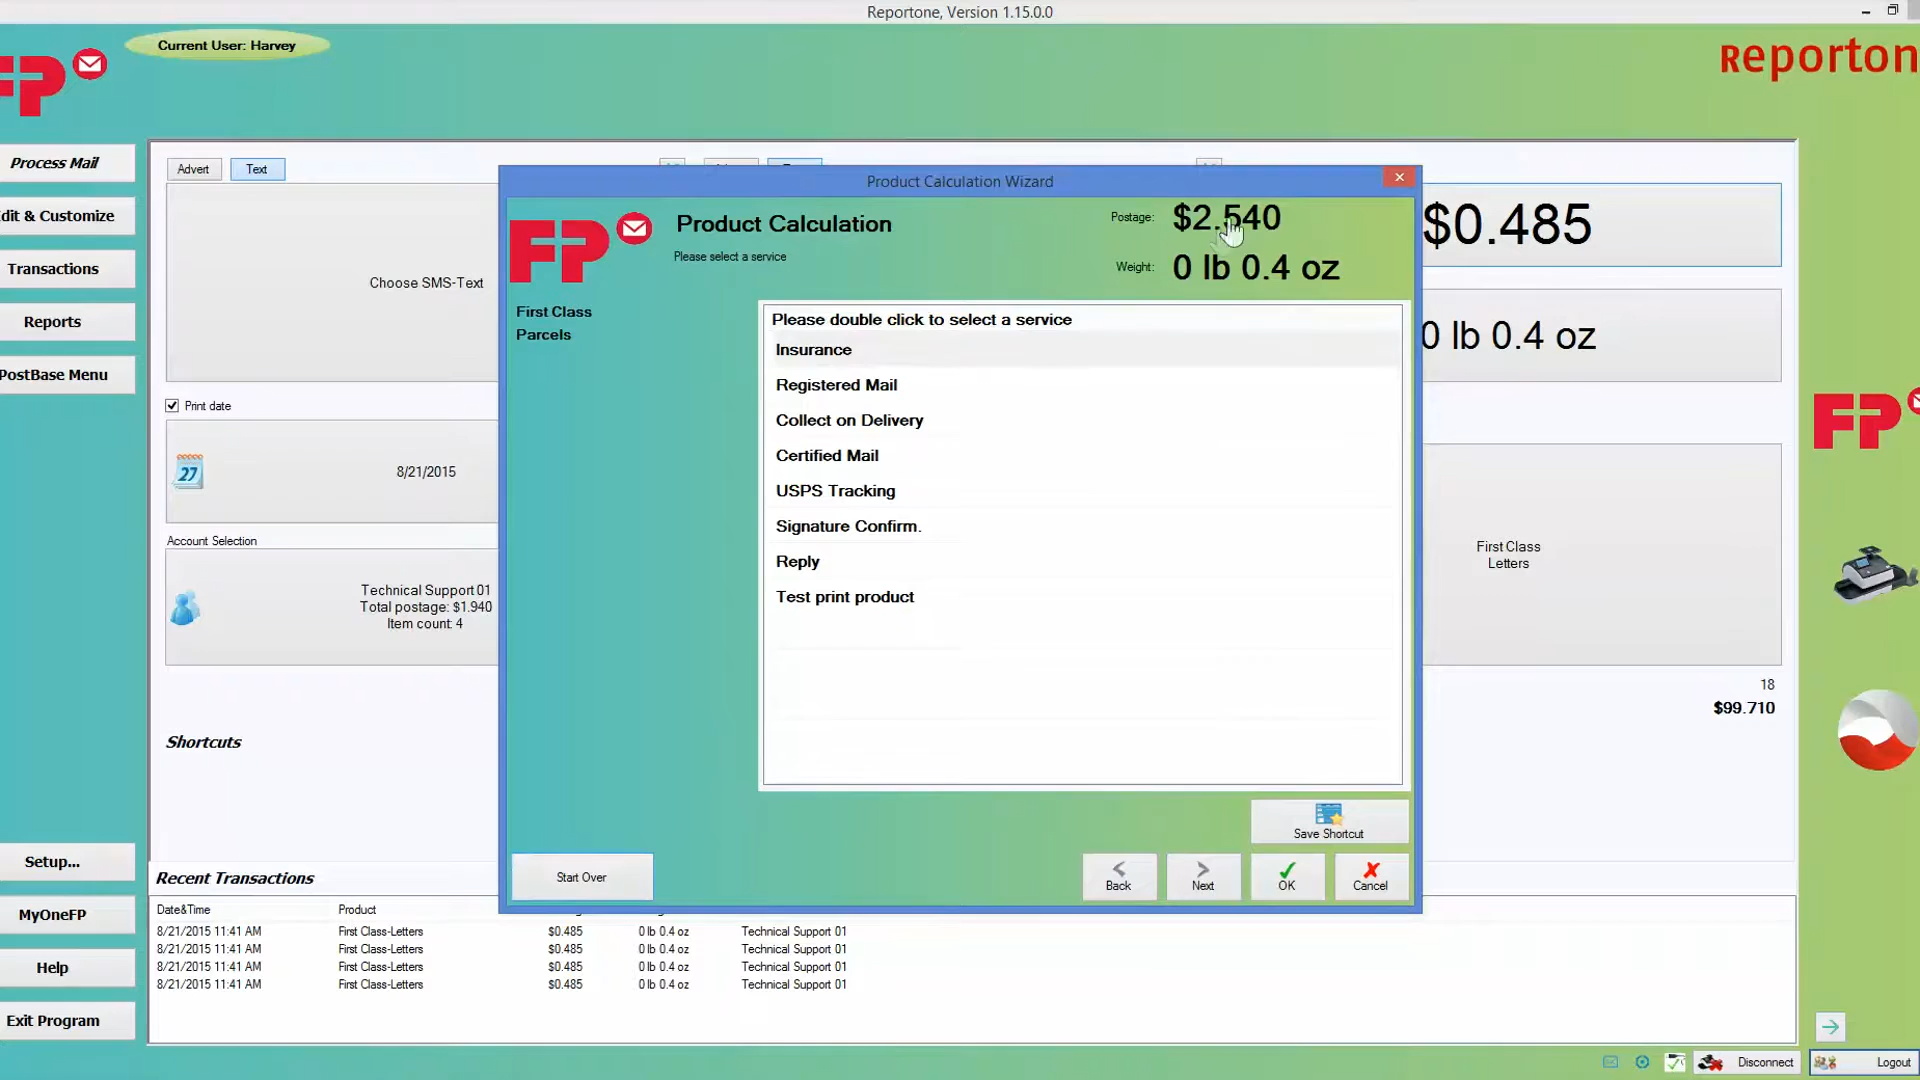 Reportone, Version 1.15.0.0
Current User: Harvey
FP
Reporton
Process Mail
dit & Customize
Transactions
Reports
PostBase Menu
Setup...
MyOneFP
Help
Exit Program
Advert
Text
Choose SMS-Text
Print date
27
8/21/2015
Account Selection
Technical Support 01
Total postage: $1.940
Item count: 4
Shortcuts
Product Calculation Wizard
FP
Product Calculation
Please select a service
Postage:
$2.540
Weight:
0 lb 0.4 oz
First Class
Parcels
Please double click to select a service
Insurance
Registered Mail
Collect on Delivery
Certified Mail
USPS Tracking
Signature Confirm.
Reply
Test print product
Save Shortcut
Start Over
Back
Next
OK
Cancel
$0.485
0 lb 0.4 oz
First Class
Letters
18
$99.710
FP
Recent Transactions
Date&Time Product
8/21/2015 11:41 AM First Class-Letters $0.485 0 lb 0.4 oz Technical Support 01
8/21/2015 11:41 AM First Class-Letters $0.485 0 lb 0.4 oz Technical Support 01
8/21/2015 11:41 AM First Class-Letters $0.485 0 lb 0.4 oz Technical Support 01
8/21/2015 11:41 AM First Class-Letters $0.485 0 lb 0.4 oz Technical Support 01
Disconnect
Logout